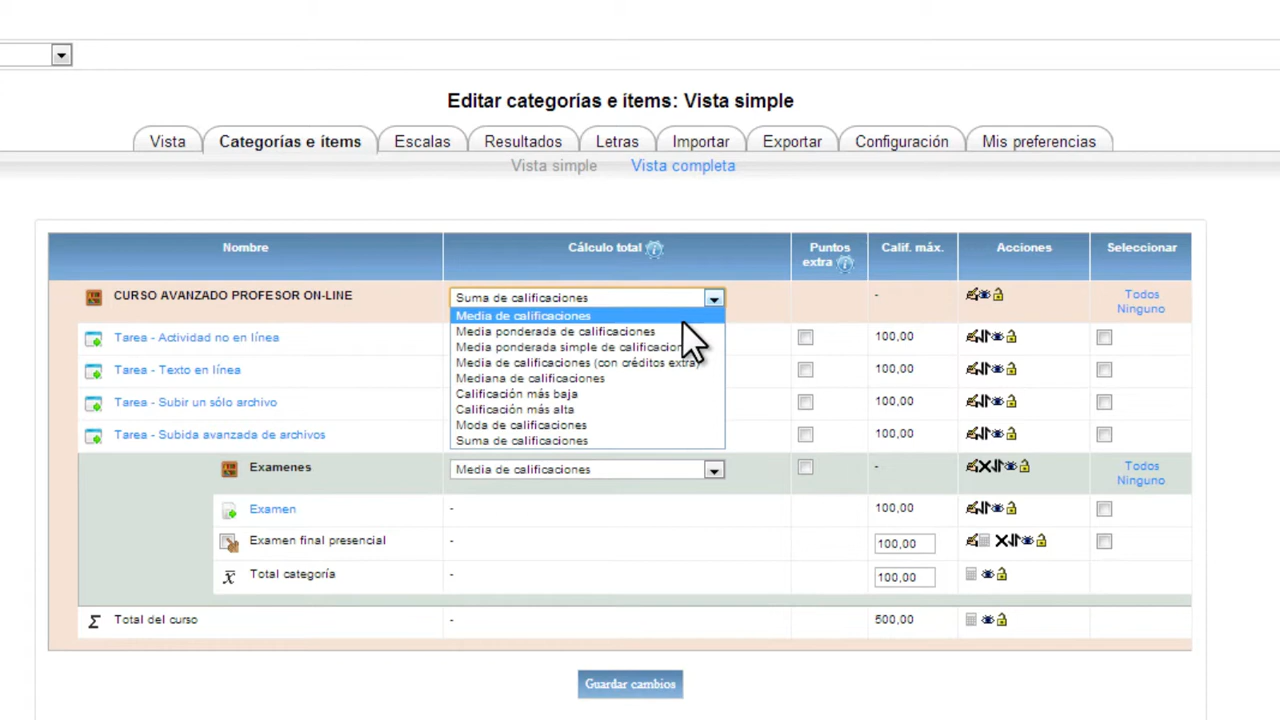 Editar categorías e ítems: Vista simple
Vista
Categorías e ítems
Escalas
Resultados
Letras
Importar
Exportar
Configuración
Mis preferencias
Vista simple
Vista completa
Nombre
Cálculo total
Puntos
extra
Calif. máx.
Acciones
Seleccionar
CURSO AVANZADO PROFESOR ON-LINE
Suma de calificaciones
-
Todos
Ninguno
Media de calificaciones
Media ponderada de calificaciones
Media ponderada simple de
Media de calificaciones (con créditos extra)
Mediana de calificaciones
Calificación más baja
Calificación más alta
Moda de calificaciones
Suma de calificaciones
Tarea - Actividad no en línea
100,00
Tarea - Texto en línea
100,00
Tarea - Subir un sólo archivo
100,00
Tarea - Subida avanzada de archivos
100,00
Examenes
Media de calificaciones
-
Todos
Ninguno
Examen
-
100,00
Examen final presencial
-
100,00
Total categoría
-
100,00
Σ Total del curso
-
500,00
Guardar cambios